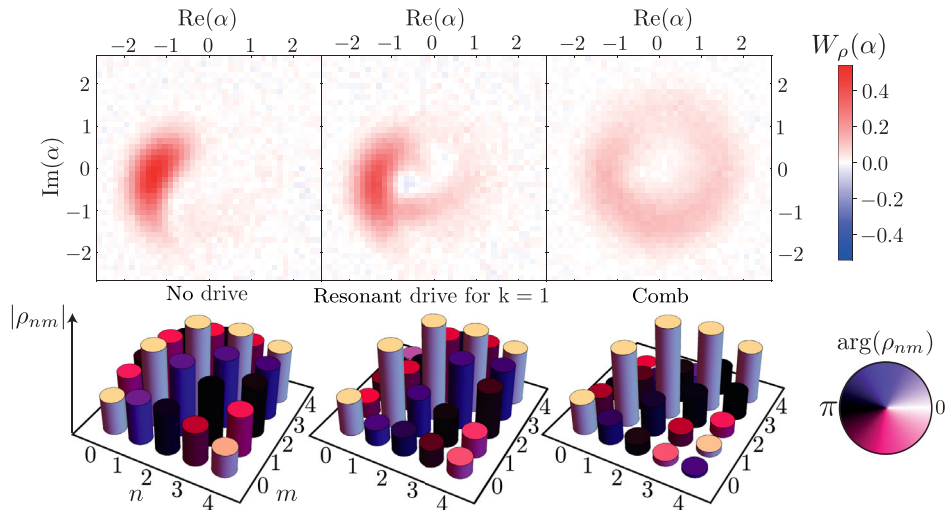 Re(α) Re(α) Re(α)
−2 −1 0 1 2 −2 −1 0 1 2 −2 −1 0 1 2
W_ρ(α)
Im(α)
2
1
0
−1
−2
2
1
0
−1
−2
0.4
0.2
0.0
−0.2
−0.4
No drive Resonant drive for k = 1 Comb
|ρ_nm|
0 1 2 3 4
n
0 1 2 3 4
m
0 1 2 3 4
0 1 2 3 4
0 1 2 3 4
0 1 2 3 4
arg(ρ_nm)
π 0